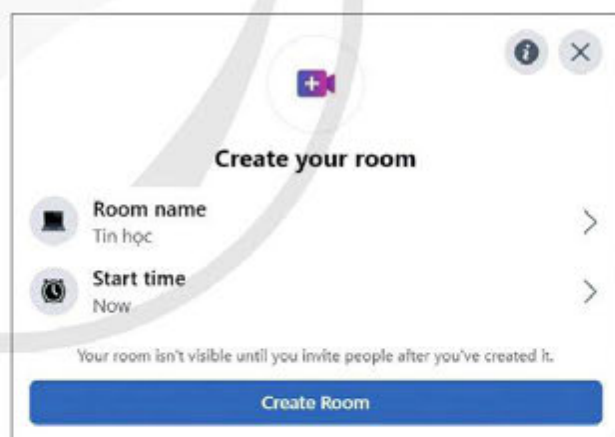 Create your room
Room name
Tin học
Start time
Now
Your room isn't visible until you invite people after you've created it.
Create Room